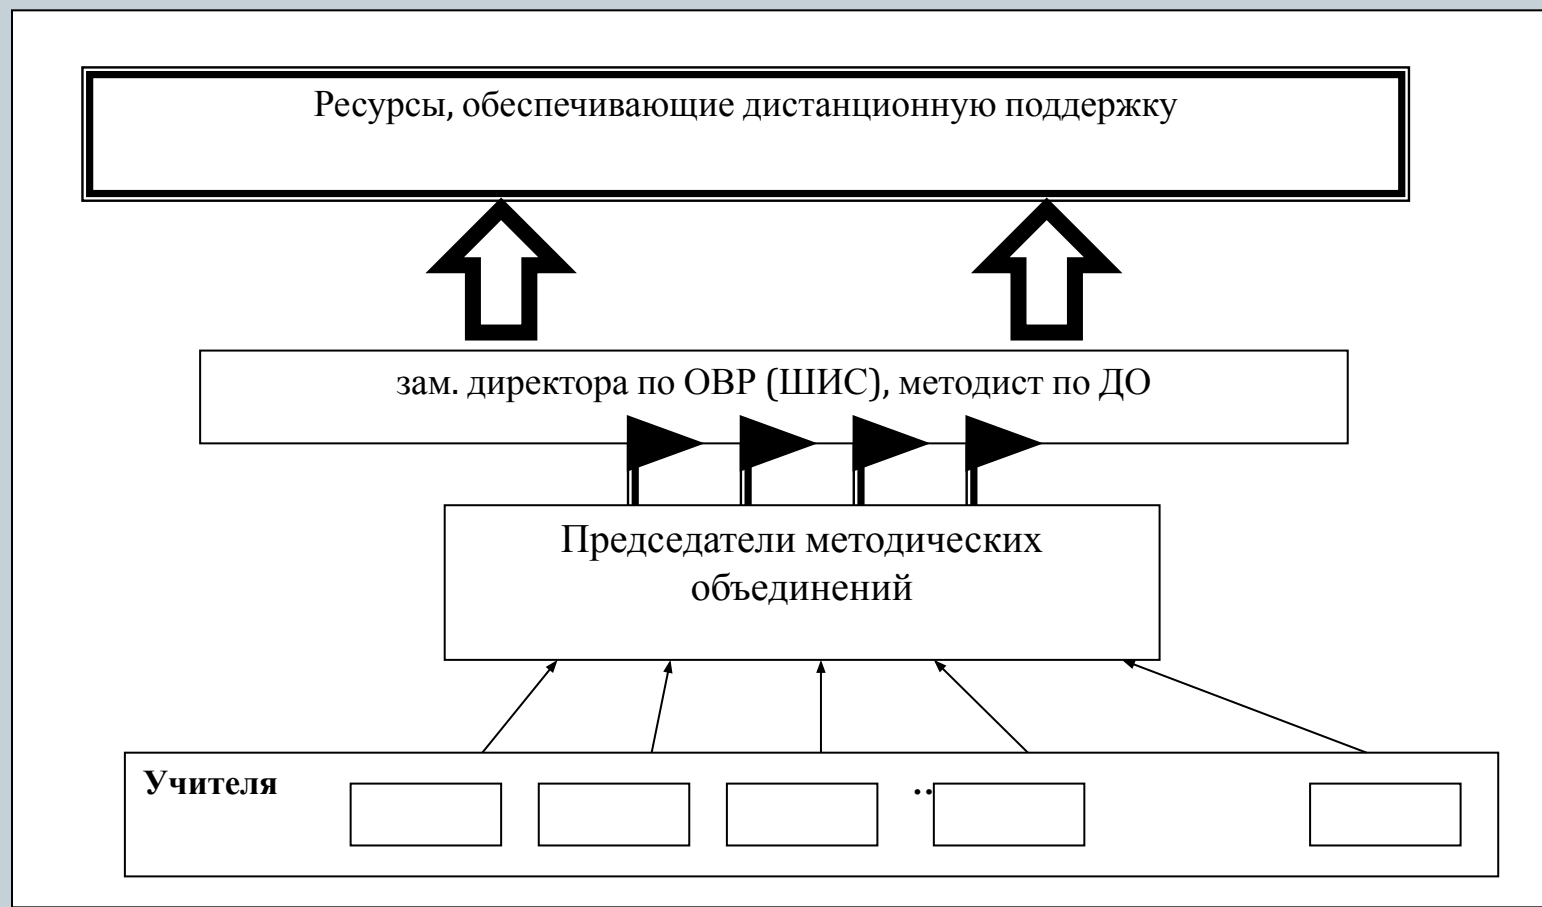 Ресурсы, обеспечивающие дистанционную поддержку
зам. директора по ОВР (ШИС), методист по ДО
Председатели методических
объединений
Учителя
..